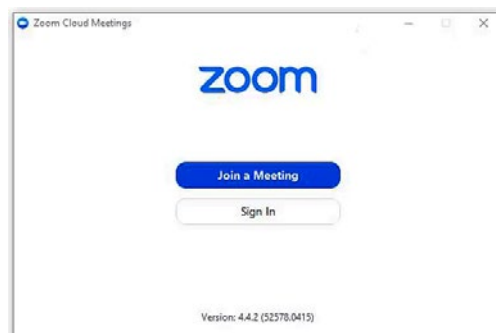 Zoom Cloud Meetings
zoom
Join a Meeting
Sign In
Version: 4.4.2 (52578.0415)